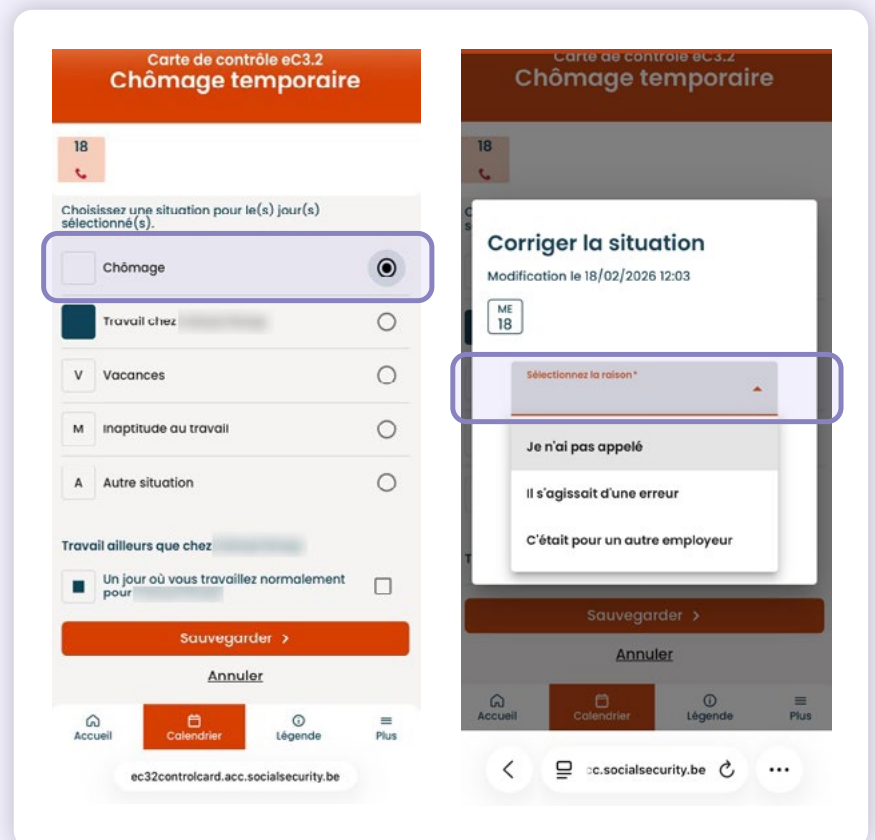 Carte de contrôle eC3.2
Chômage temporaire
18
Choisissez une situation pour le(s) jour(s)
sélectionné(s).
Chômage
Travail chez
V Vacances
M Inaptitude au travail
A Autre situation
Travail ailleurs que chez
Un jour où vous travaillez normalement
pour
Sauvegarder >
Annuler
Accueil Calendrier Légende Plus
ec32controlcard.acc.socialsecurity.be
Carte de contrôle eC3.2
Chômage temporaire
18
Corriger la situation
Modification le 18/02/2026 12:03
ME
18
Sélectionnez la raison*
Je n'ai pas appelé
Il s'agissait d'une erreur
C'était pour un autre employeur
Sauvegarder >
Annuler
Accueil Calendrier Légende Plus
cc.socialsecurity.be